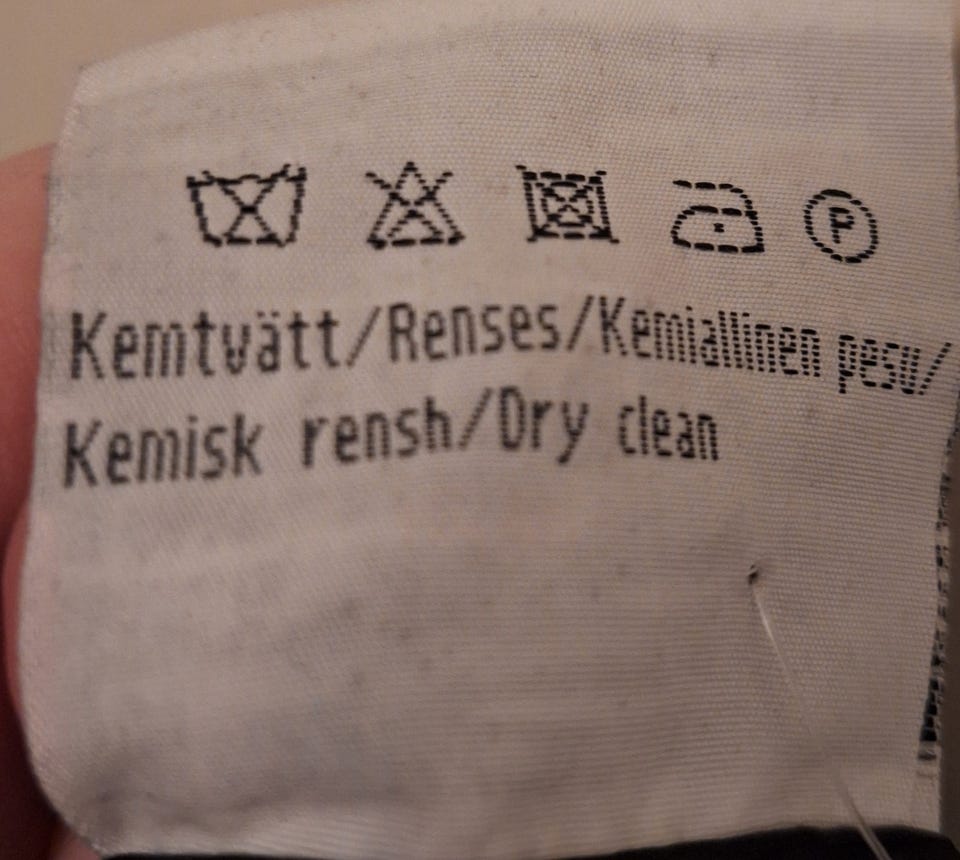 P
Kemtvätt/Renses/Kemiallinen pesu/
Kemisk rensh/Dry clean